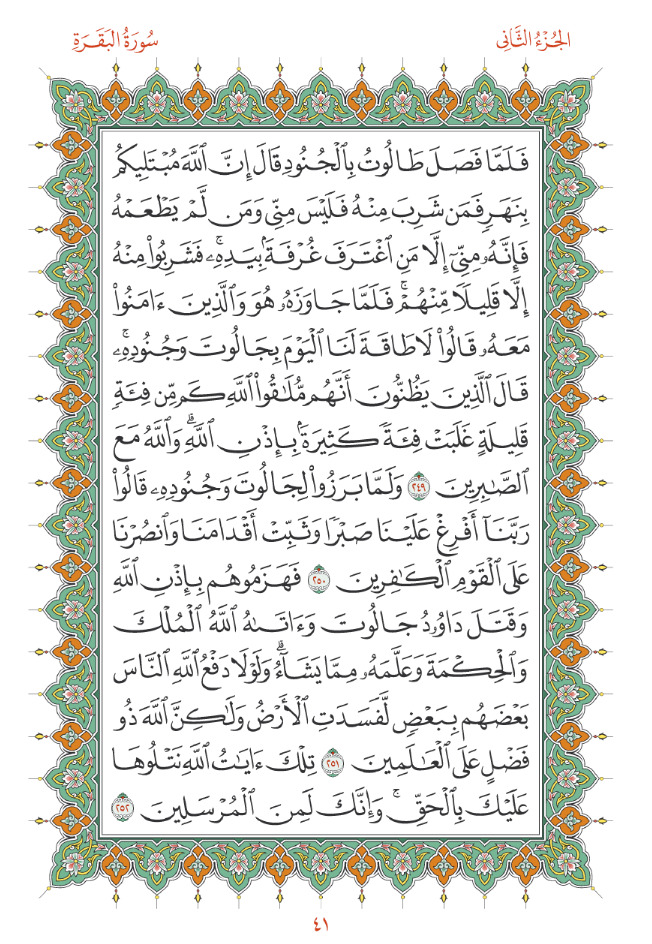 الجُزْءُ الثَّانِي
سُورَةُ البَقَرَةِ
فَلَمَّا فَصَلَ طَالُوتُ بِٱلْجُنُودِ قَالَ إِنَّ ٱللَّهَ مُبْتَلِيكُم
بِنَهَرٍ فَمَن شَرِبَ مِنْهُ فَلَيْسَ مِنِّي وَمَن لَّمْ يَطْعَمْهُ
فَإِنَّهُۥ مِنِّيٓ إِلَّا مَنِ ٱغْتَرَفَ غُرْفَةَۢ بِيَدِهِۦۚ فَشَرِبُوا۟ مِنْهُ
إِلَّا قَلِيلًا مِّنْهُمْۚ فَلَمَّا جَاوَزَهُۥ هُوَ وَٱلَّذِينَ ءَامَنُوا۟
مَعَهُۥ قَالُوا۟ لَا طَاقَةَ لَنَا ٱلْيَوْمَ بِجَالُوتَ وَجُنُودِهِۦۚ
قَالَ ٱلَّذِينَ يَظُنُّونَ أَنَّهُم مُّلَـٰقُوا۟ ٱللَّهِ كَم مِّن فِئَةٍ
قَلِيلَةٍ غَلَبَتْ فِئَةً كَثِيرَةَۢ بِإِذْنِ ٱللَّهِۗ وَٱللَّهُ مَعَ
ٱلصَّـٰبِرِينَ ٢٤٩ وَلَمَّا بَرَزُوا۟ لِجَالُوتَ وَجُنُودِهِۦ قَالُوا۟
رَبَّنَآ أَفْرِغْ عَلَيْنَا صَبْرًا وَثَبِّتْ أَقْدَامَنَا وَٱنصُرْنَا
عَلَى ٱلْقَوْمِ ٱلْكَـٰفِرِينَ ٢٥٠ فَهَزَمُوهُم بِإِذْنِ ٱللَّهِ
وَقَتَلَ دَاوُۥدُ جَالُوتَ وَءَاتَىٰهُ ٱللَّهُ ٱلْمُلْكَ
وَٱلْحِكْمَةَ وَعَلَّمَهُۥ مِمَّا يَشَآءُۗ وَلَوْلَا دَفْعُ ٱللَّهِ ٱلنَّاسَ
بَعْضَهُم بِبَعْضٍ لَّفَسَدَتِ ٱلْأَرْضُ وَلَـٰكِنَّ ٱللَّهَ ذُو
فَضْلٍ عَلَى ٱلْعَـٰلَمِينَ ٢٥١ تِلْكَ ءَايَـٰتُ ٱللَّهِ نَتْلُوهَا
عَلَيْكَ بِٱلْحَقِّۚ وَإِنَّكَ لَمِنَ ٱلْمُرْسَلِينَ ٢٥٢
٤١